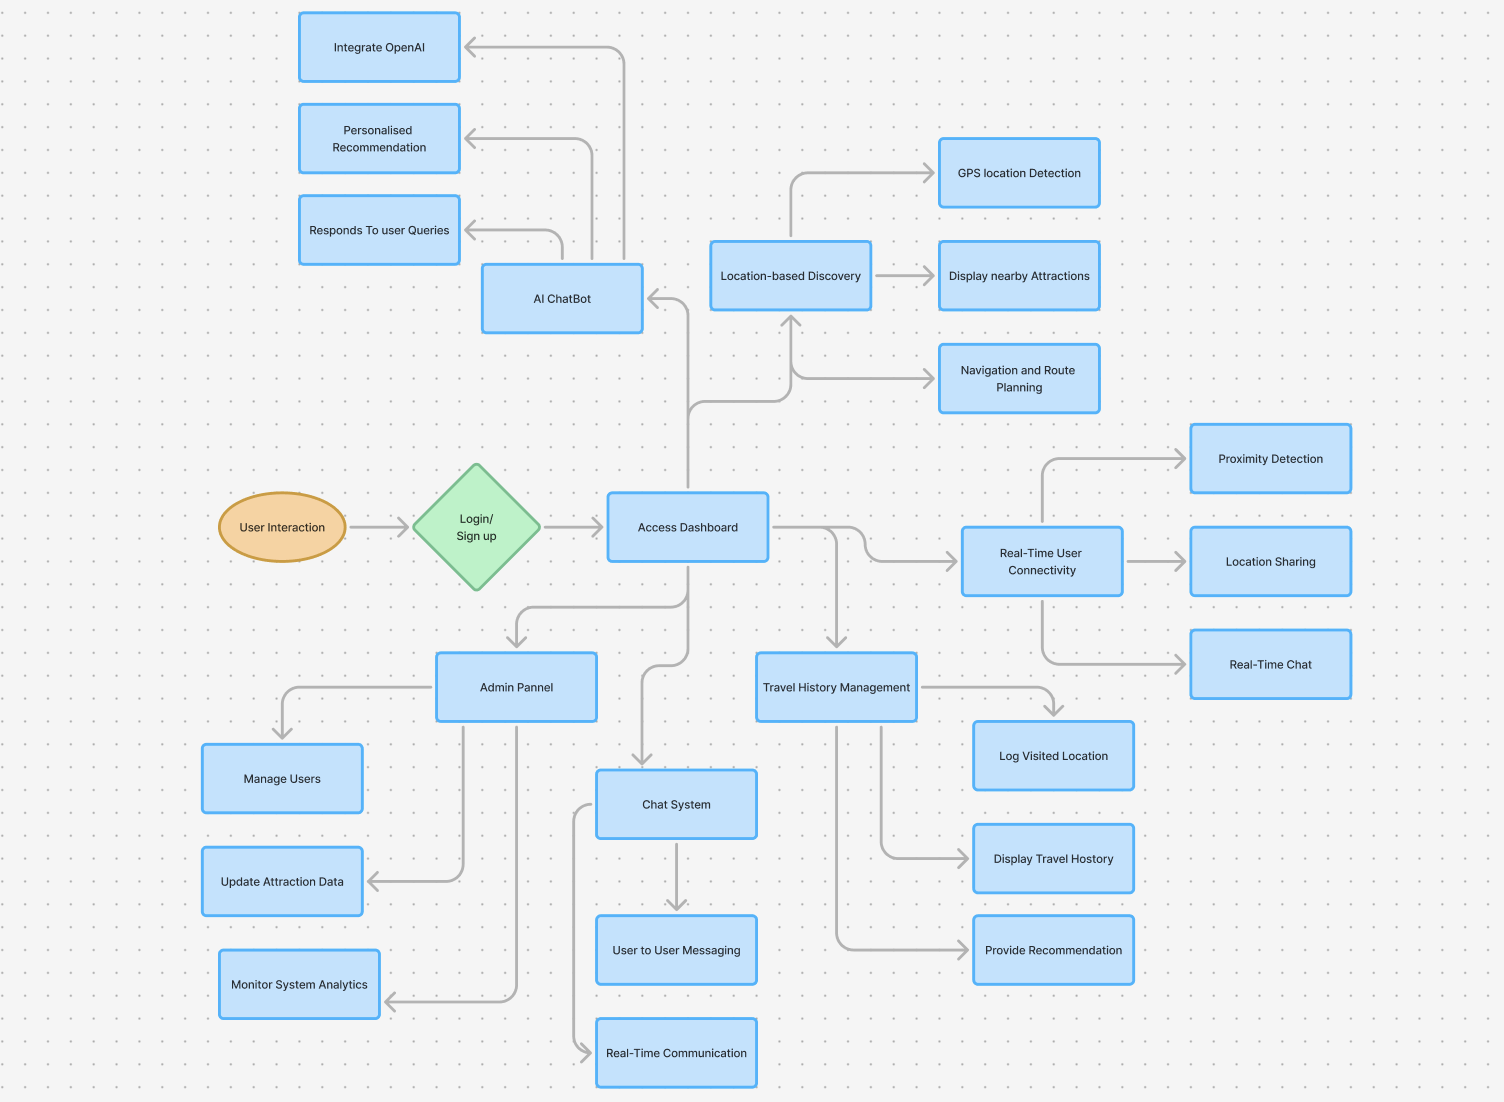 Integrate OpenAI
Personalised
Recommendation
Responds To user Queries
AI ChatBot
GPS location Detection
Location-based Discovery
Display nearby Attractions
Navigation and Route
Planning
User Interaction
Login/
Sign up
Access Dashboard
Proximity Detection
Real-Time User
Connectivity
Location Sharing
Real-Time Chat
Admin Pannel
Travel History Management
Manage Users
Chat System
Log Visited Location
Update Attraction Data
Display Travel Hostory
Monitor System Analytics
User to User Messaging
Provide Recommendation
Real-Time Communication